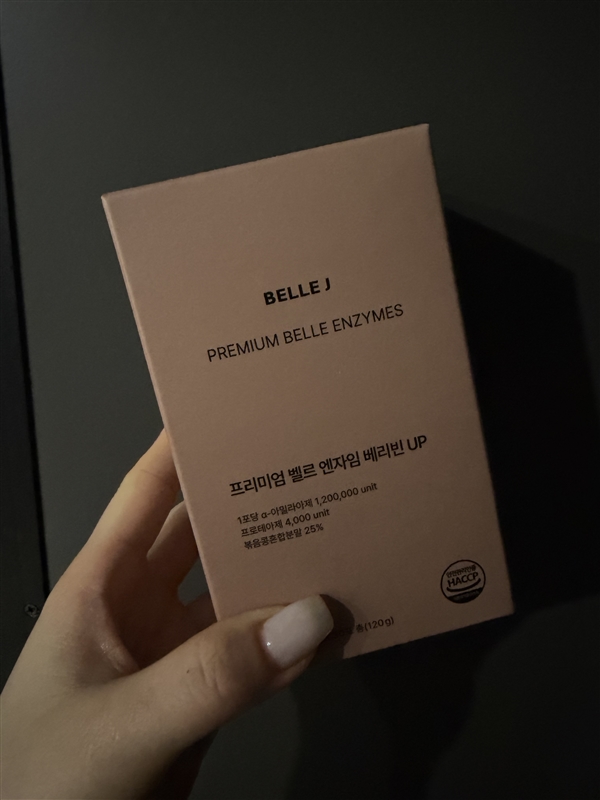 BELLE J
PREMIUM BELLE ENZYMES
프리미엄 벨르 엔자임 베리빈 UP
1포당 α-아밀라아제 1,200,000 unit
프로테아제 4,000 unit
볶음콩혼합분말 25%
HACCP
총(120g)